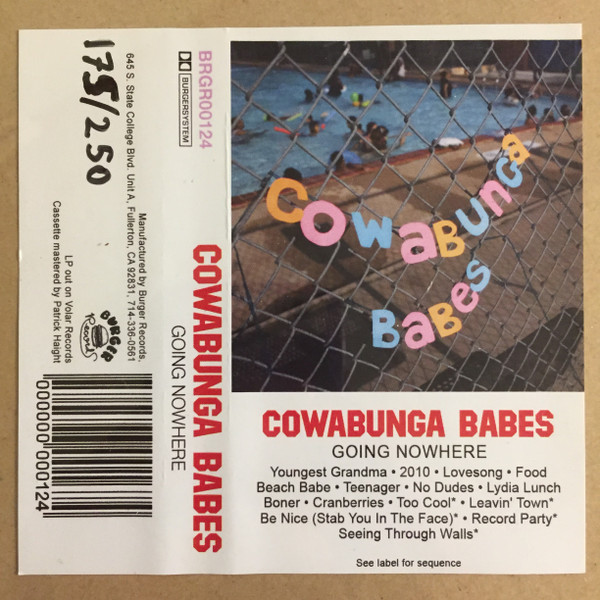 175/250
645 S. State College Blvd. Unit A, Fullerton, CA 92831, 714-336-0561
Manufactured by Burger Records,
LP out on Volar Records
Cassette mastered by Patrick Haight
BURGER
Records
000000 000124
BRGR00124
BURGERSYSTEM
COWABUNGA BABES
GOING NOWHERE
COWABUNGA
BABES
COWABUNGA BABES
GOING NOWHERE
Youngest Grandma • 2010 • Lovesong • Food
Beach Babe • Teenager • No Dudes • Lydia Lunch
Boner • Cranberries • Too Cool* • Leavin' Town*
Be Nice (Stab You In The Face)* • Record Party*
Seeing Through Walls*
See label for sequence